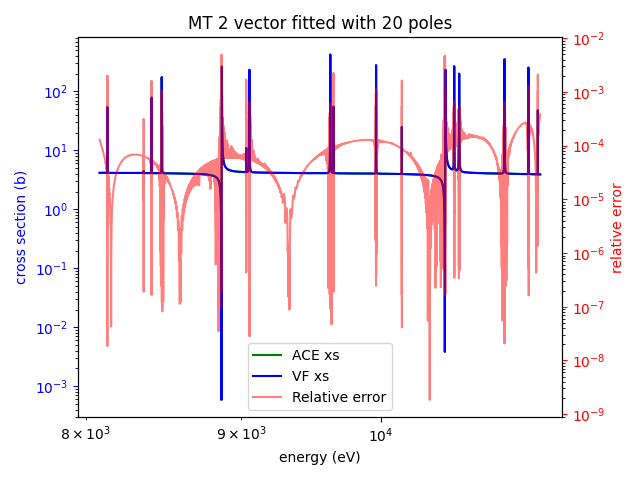 MT 2 vector fitted with 20 poles
10²
10¹
10⁰
10⁻¹
10⁻²
10⁻³
cross section (b)
10⁻²
10⁻³
10⁻⁴
10⁻⁵
10⁻⁶
10⁻⁷
10⁻⁸
10⁻⁹
relative error
ACE xs
VF xs
Relative error
8 × 10³
9 × 10³
10⁴
energy (eV)